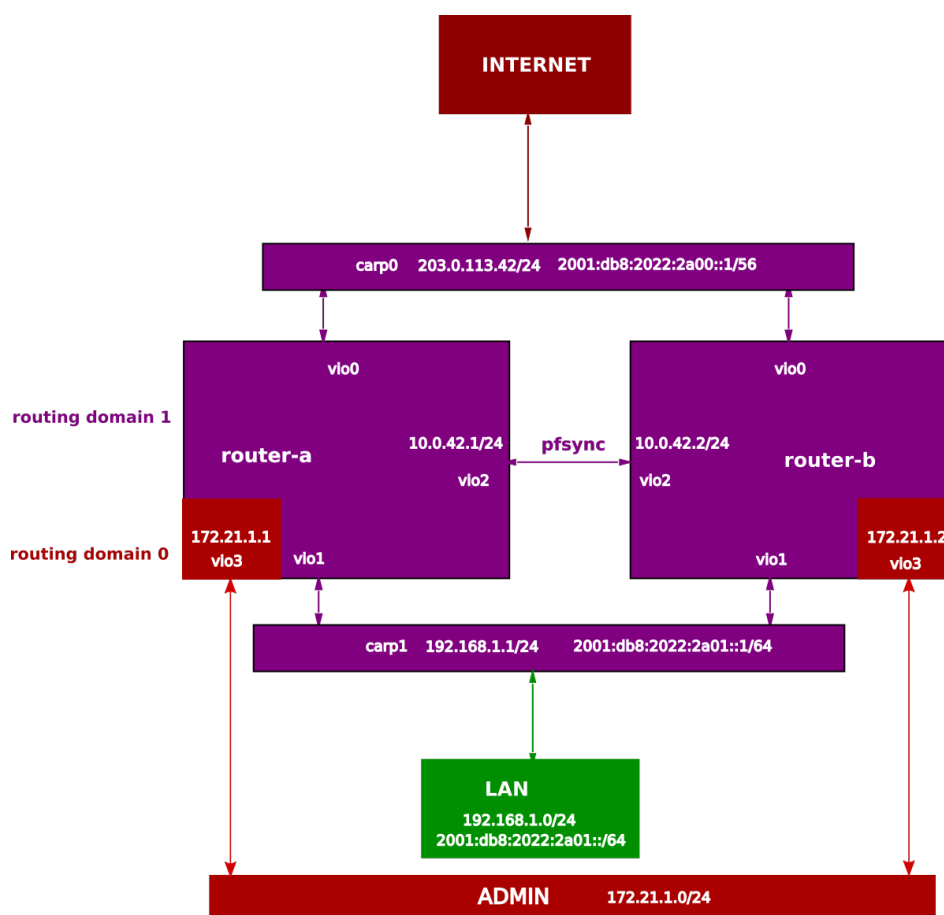 INTERNET
carp0 203.0.113.42/24 2001:db8:2022:2a00::1/56
vio0 vio0
routing domain 1
10.0.42.1/24 pfsync 10.0.42.2/24
router-a router-b
vio2 vio2
172.21.1.1 172.21.1.2
routing domain 0
vio3 vio1 vio1 vio3
carp1 192.168.1.1/24 2001:db8:2022:2a01::1/64
LAN
192.168.1.0/24
2001:db8:2022:2a01::/64
ADMIN 172.21.1.0/24